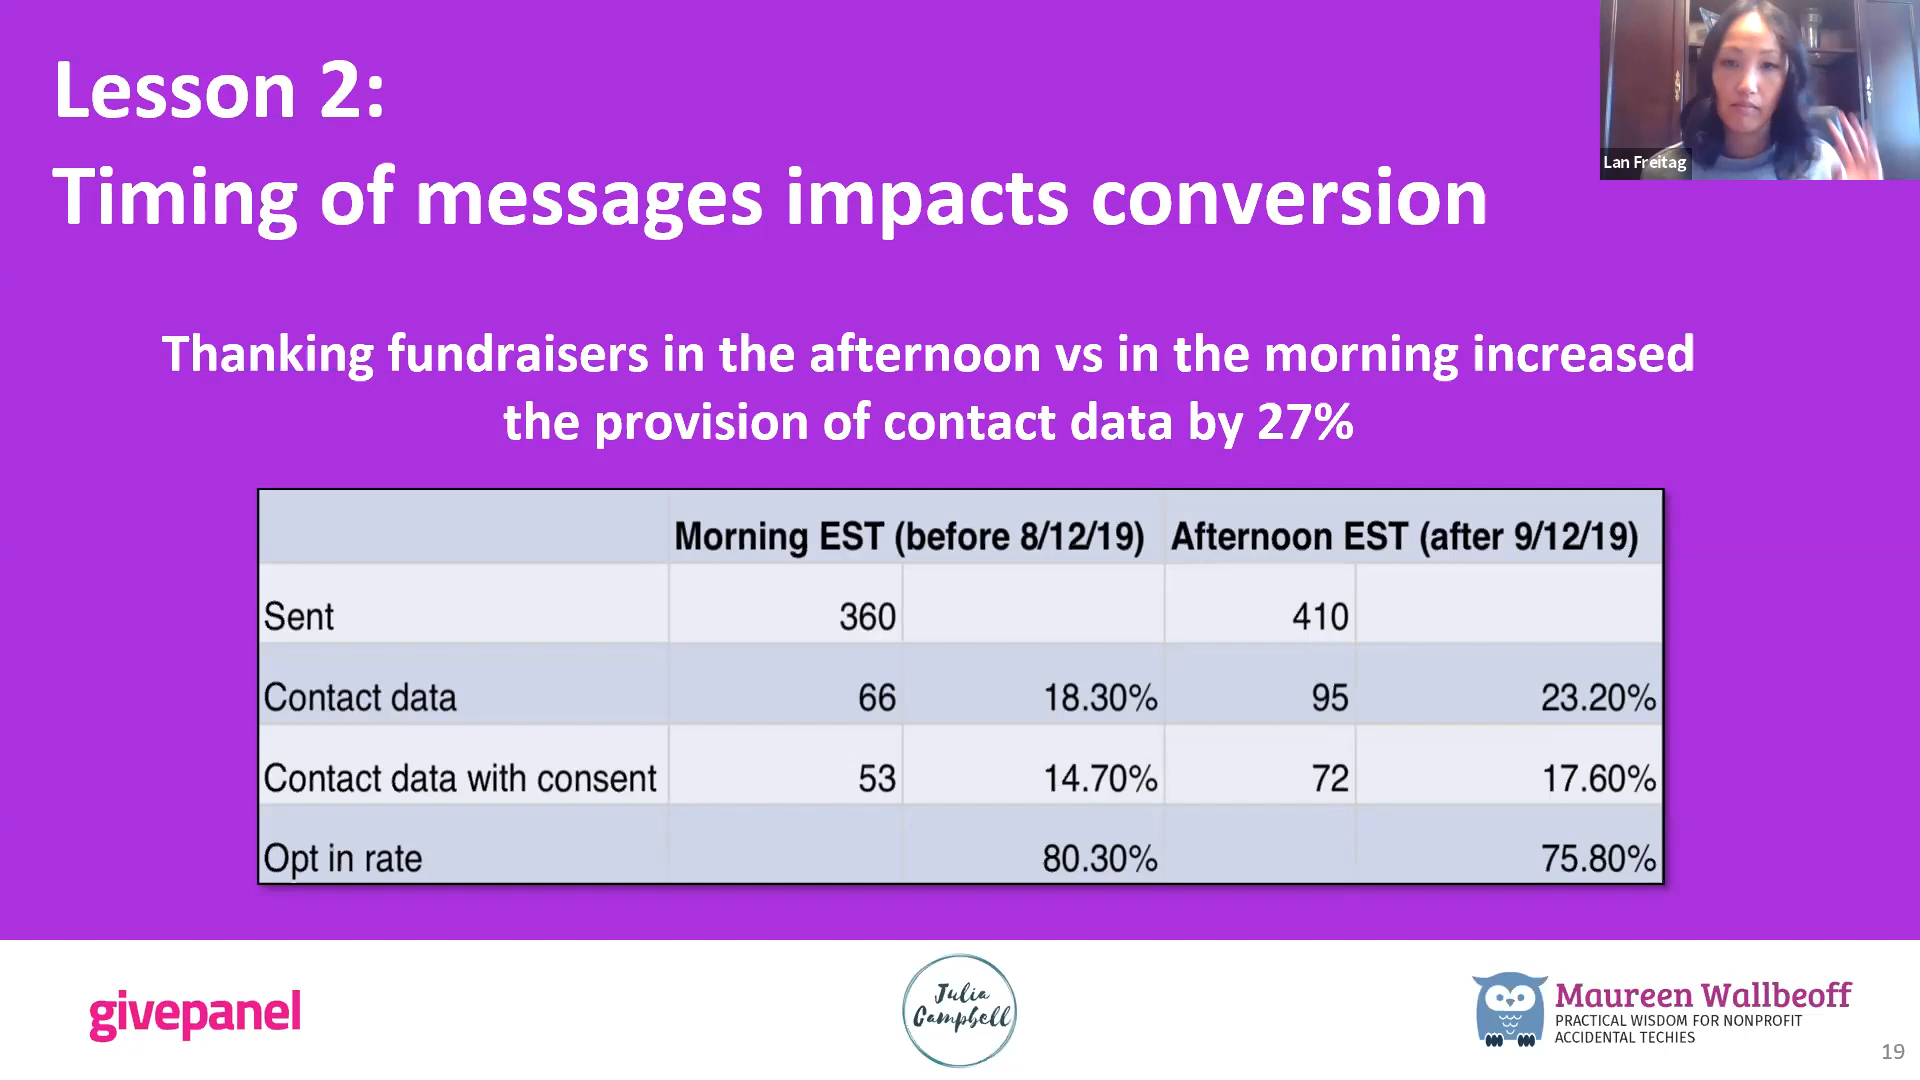 Lesson 2:
Timing of messages impacts conversion
Lan Freitag
Thanking fundraisers in the afternoon vs in the morning increased
the provision of contact data by 27%
Morning EST (before 8/12/19) Afternoon EST (after 9/12/19)
Sent 360 410
Contact data 66 18.30% 95 23.20%
Contact data with consent 53 14.70% 72 17.60%
Opt in rate 80.30% 75.80%
givepanel
Julia
Campbell
Maureen Wallbeoff
PRACTICAL WISDOM FOR NONPROFIT
ACCIDENTAL TECHIES
19